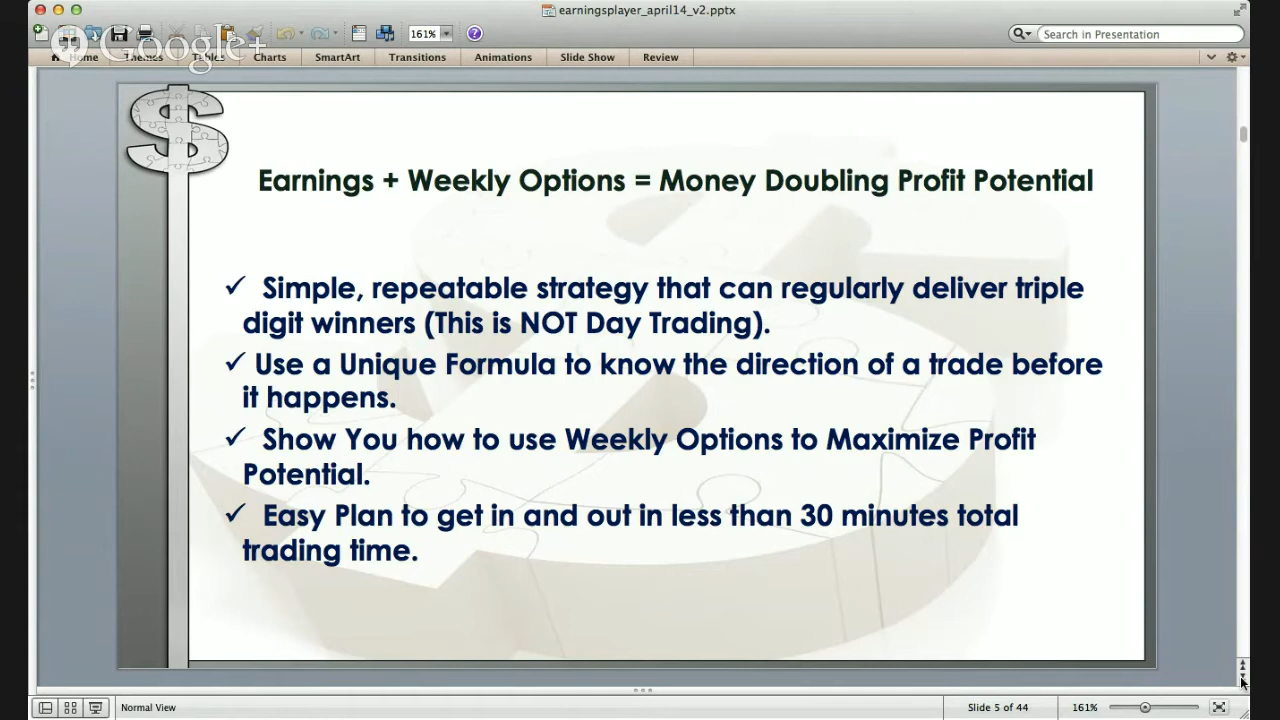 earningsplayer_april14_v2.pptx
161%
Search in Presentation
Google+
Home Themes Tables Charts SmartArt Transitions Animations Slide Show Review
$
Earnings + Weekly Options = Money Doubling Profit Potential
✓ Simple, repeatable strategy that can regularly deliver triple
digit winners (This is NOT Day Trading).
✓ Use a Unique Formula to know the direction of a trade before
it happens.
✓ Show You how to use Weekly Options to Maximize Profit
Potential.
✓ Easy Plan to get in and out in less than 30 minutes total
trading time.
Normal View
Slide 5 of 44
161%